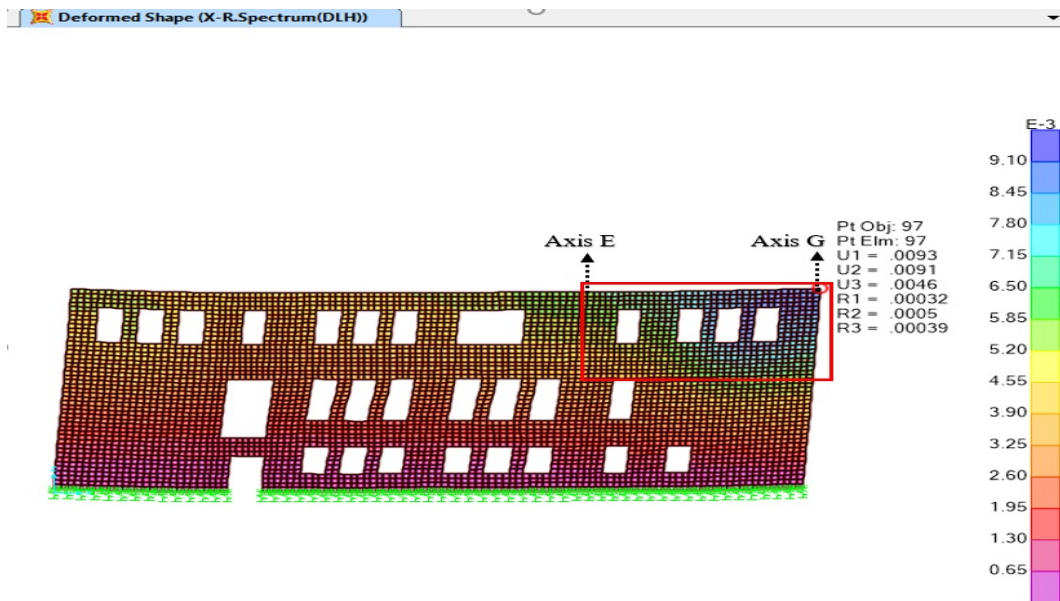 Deformed Shape (X-R.Spectrum(DLH))
E-3
9.10
8.45
7.80
7.15
6.50
5.85
5.20
4.55
3.90
3.25
2.60
1.95
1.30
0.65
Axis E
Axis G
Pt Obj: 97
Pt Elm: 97
U1 = .0093
U2 = .0091
U3 = .0046
R1 = .00032
R2 = .0005
R3 = .00039